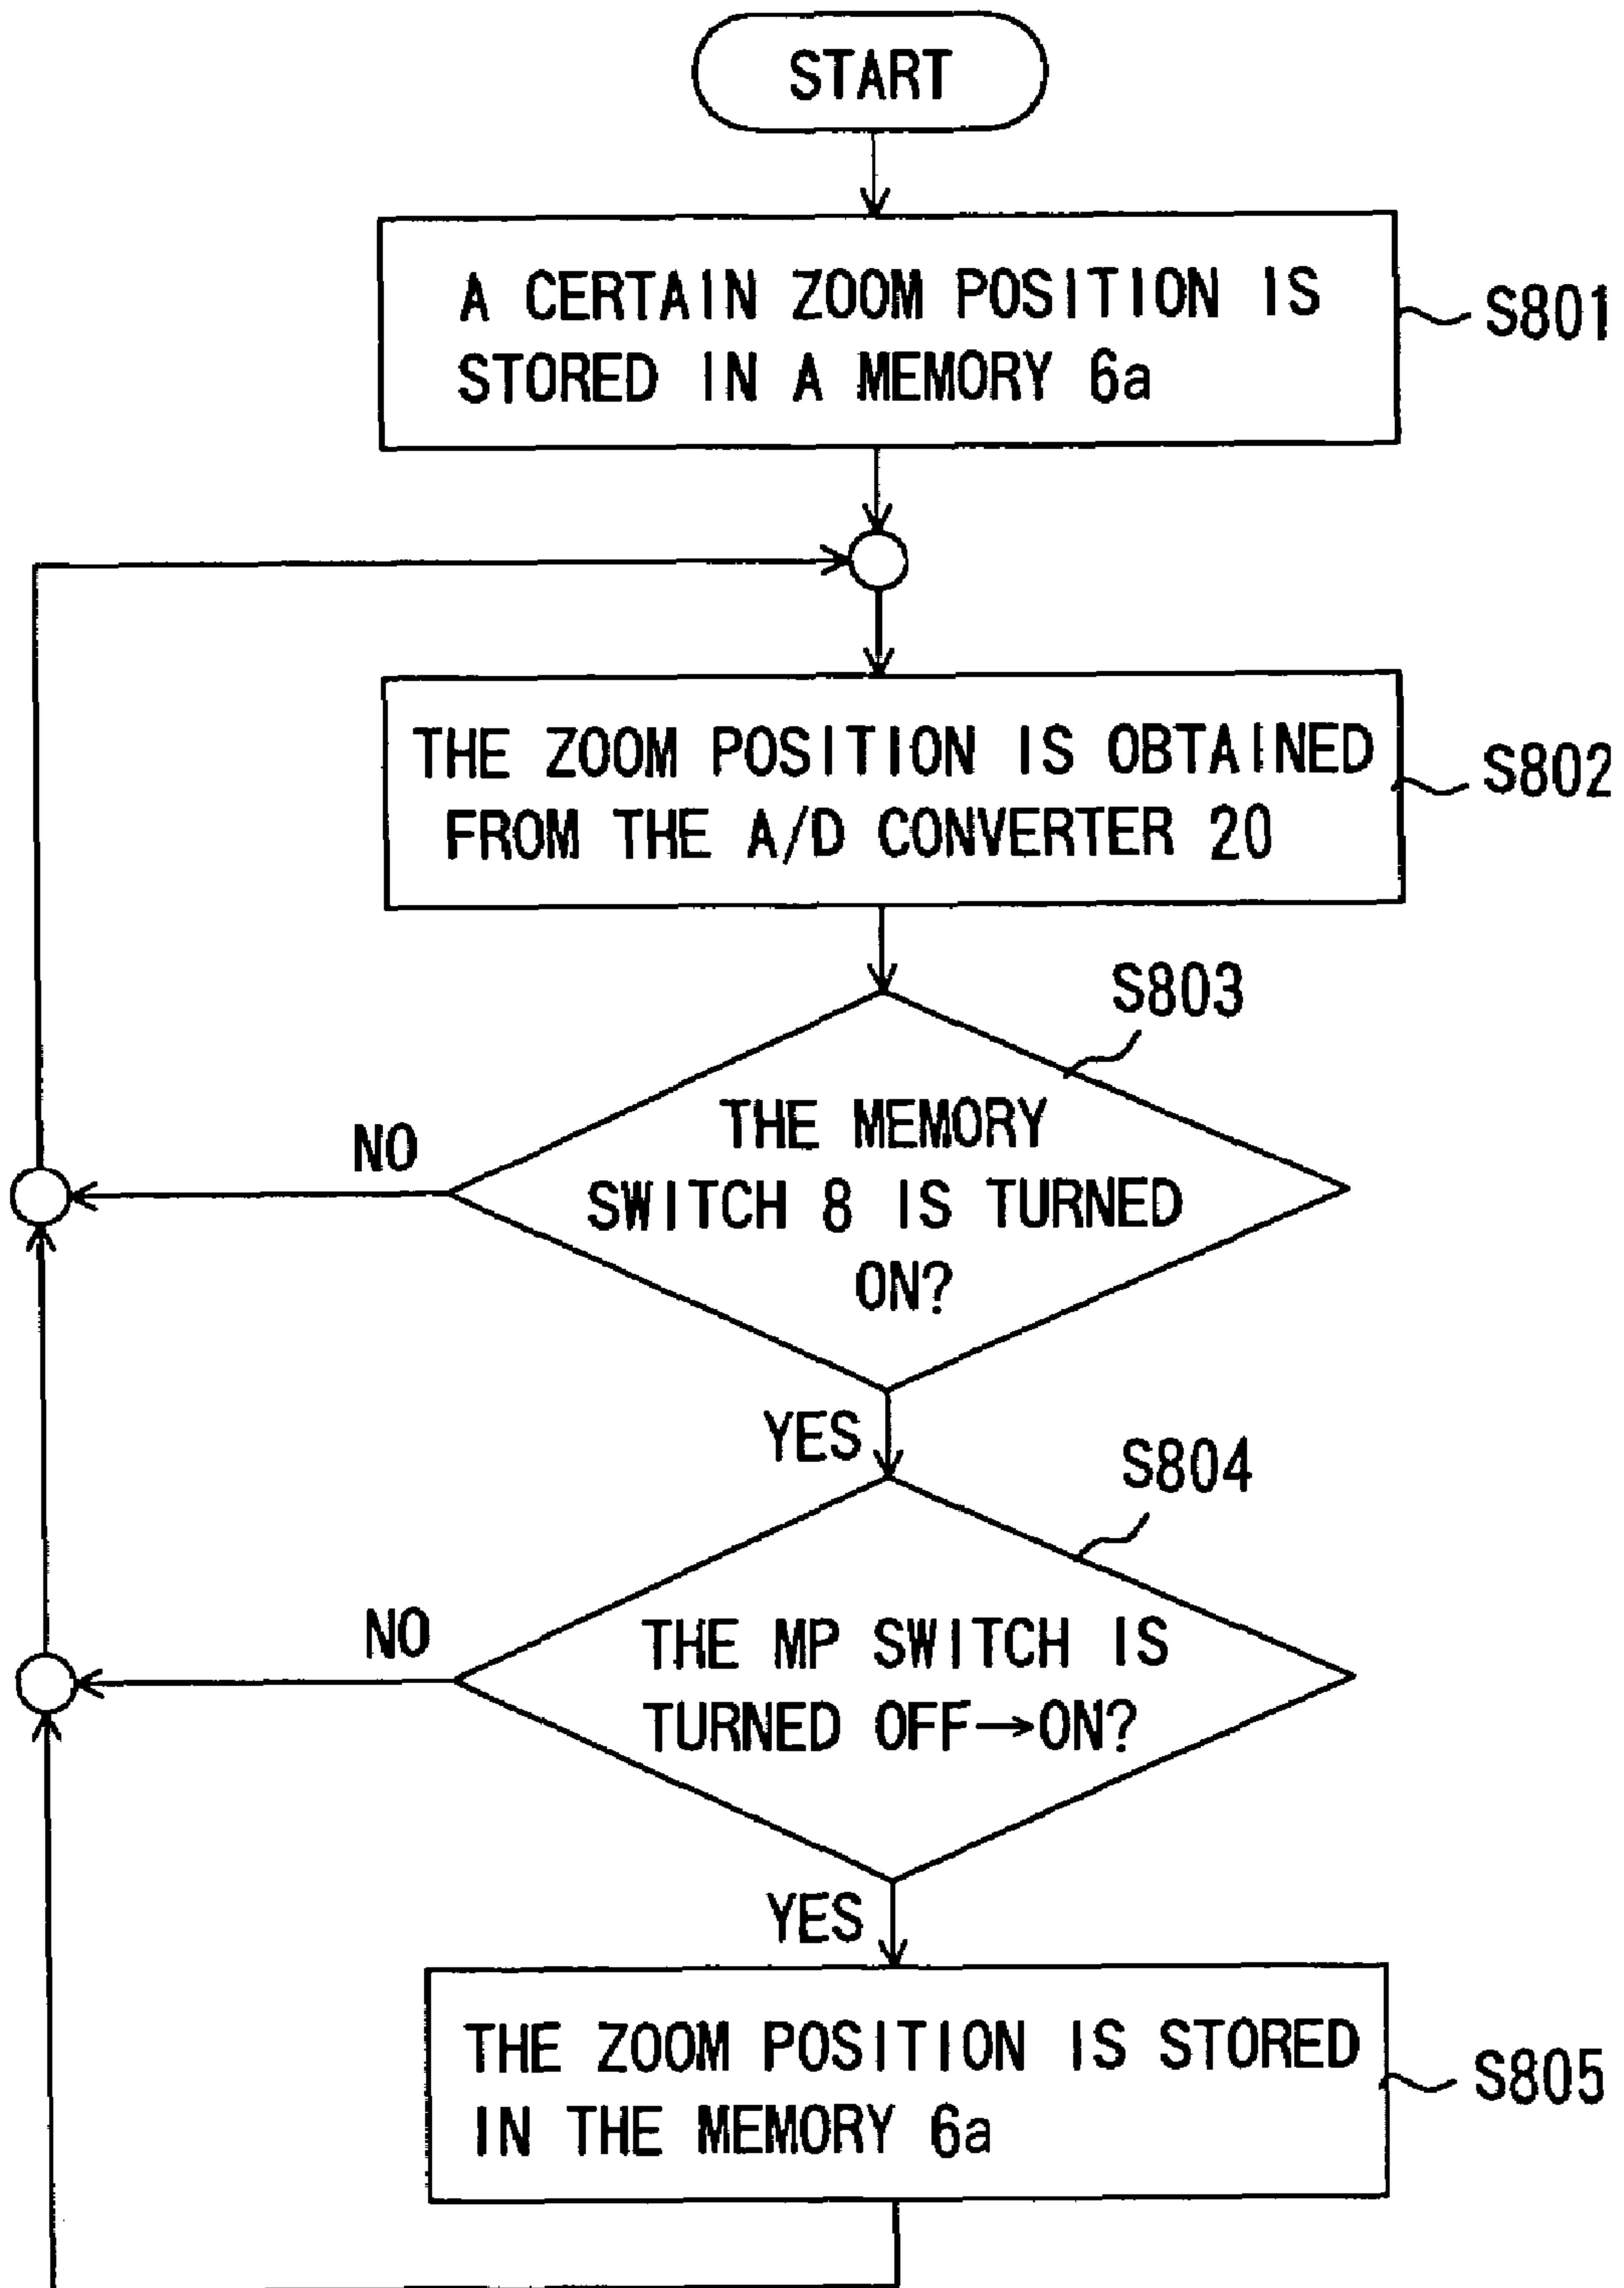 START
A CERTAIN ZOOM POSITION IS
STORED IN A MEMORY 6a
S801
THE ZOOM POSITION IS OBTAINED
FROM THE A/D CONVERTER 20
S802
S803
THE MEMORY
SWITCH 8 IS TURNED
ON?
NO
YES
S804
THE MP SWITCH IS
TURNED OFF→ON?
NO
YES
THE ZOOM POSITION IS STORED
IN THE MEMORY 6a
S805